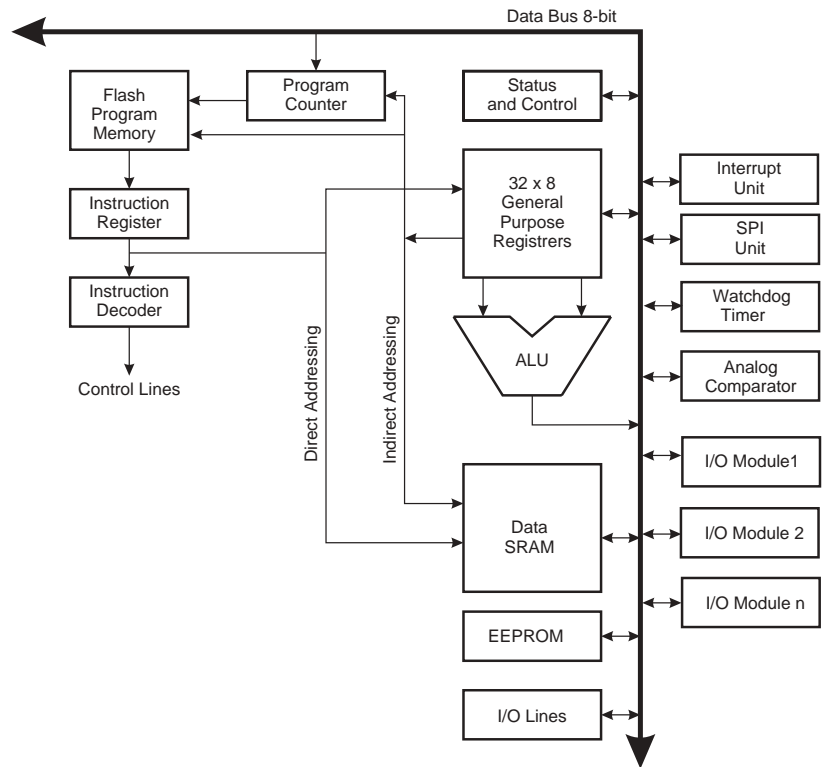 Data Bus 8-bit
Flash
Program
Memory
Program
Counter
Status
and Control
32 x 8
General
Purpose
Registrers
Interrupt
Unit
Instruction
Register
SPI
Unit
Instruction
Decoder
Watchdog
Timer
Control Lines
Direct Addressing
Indirect Addressing
ALU
Analog
Comparator
I/O Module1
Data
SRAM
I/O Module 2
I/O Module n
EEPROM
I/O Lines